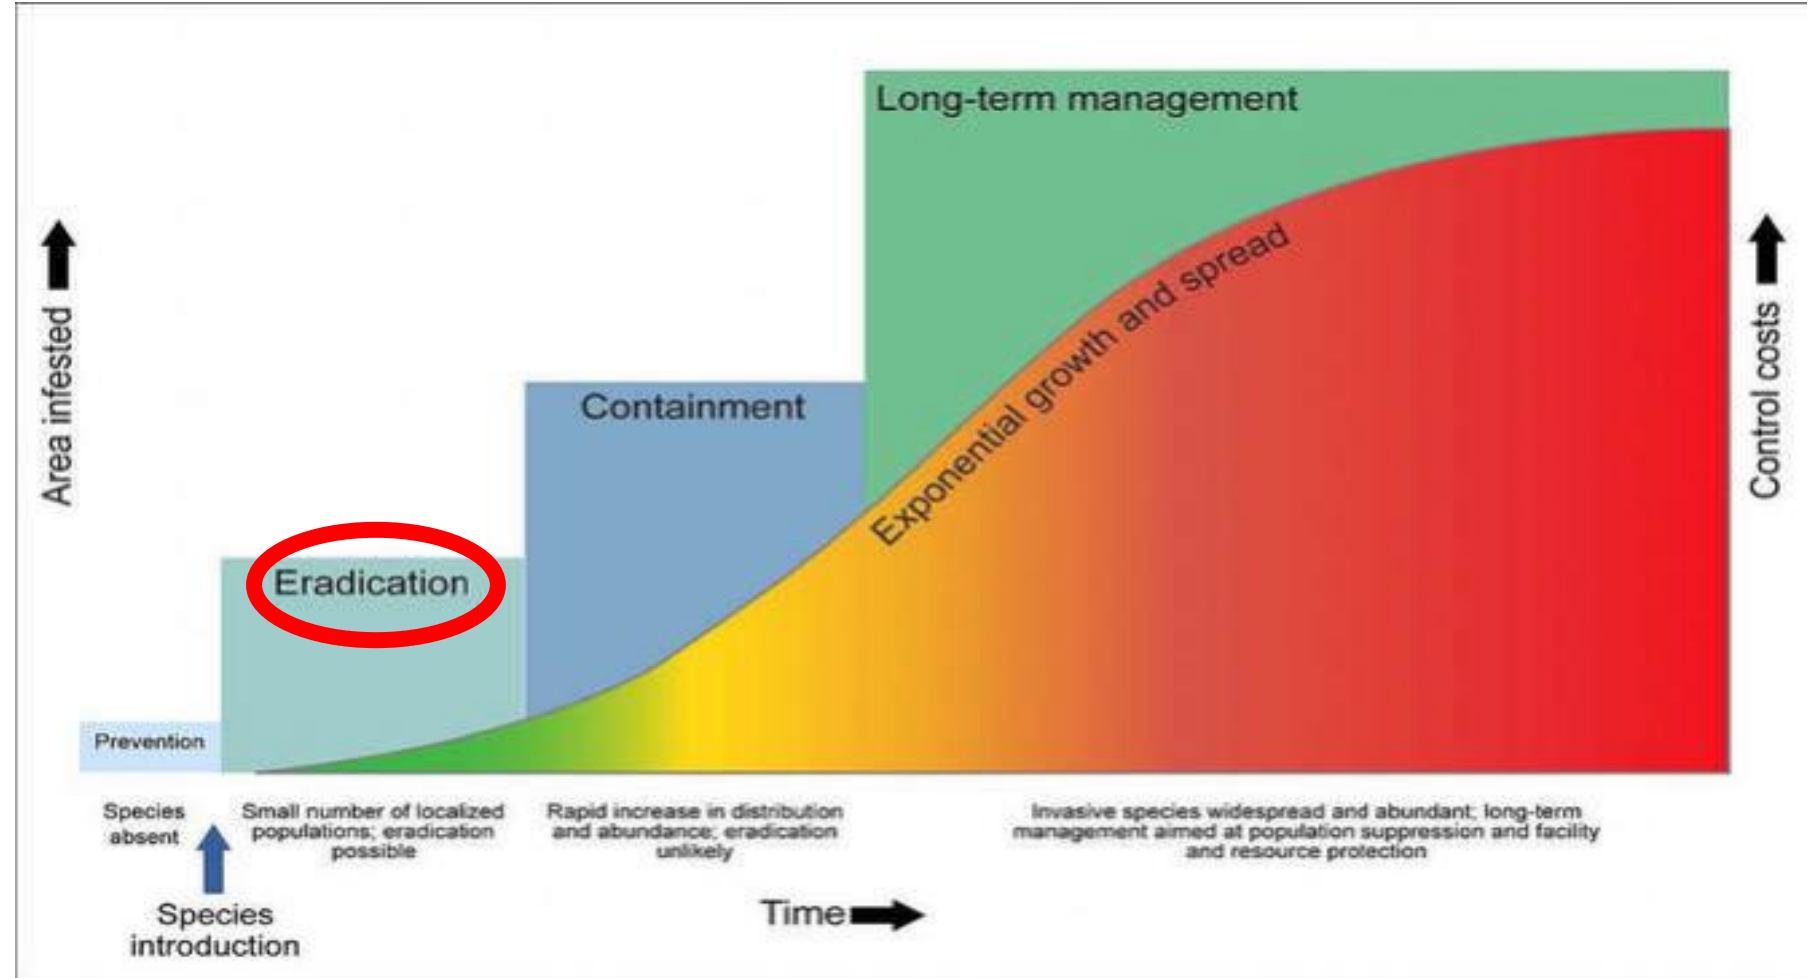 Long-term management
Containment
Eradication
Prevention
Exponential growth and spread
Area infested
Control costs
Species
absent
Small number of localized
populations; eradication
possible
Rapid increase in distribution
and abundance; eradication
unlikely
Invasive species widespread and abundant; long-term
management aimed at population suppression and facility
and resource protection
Species
introduction
Time